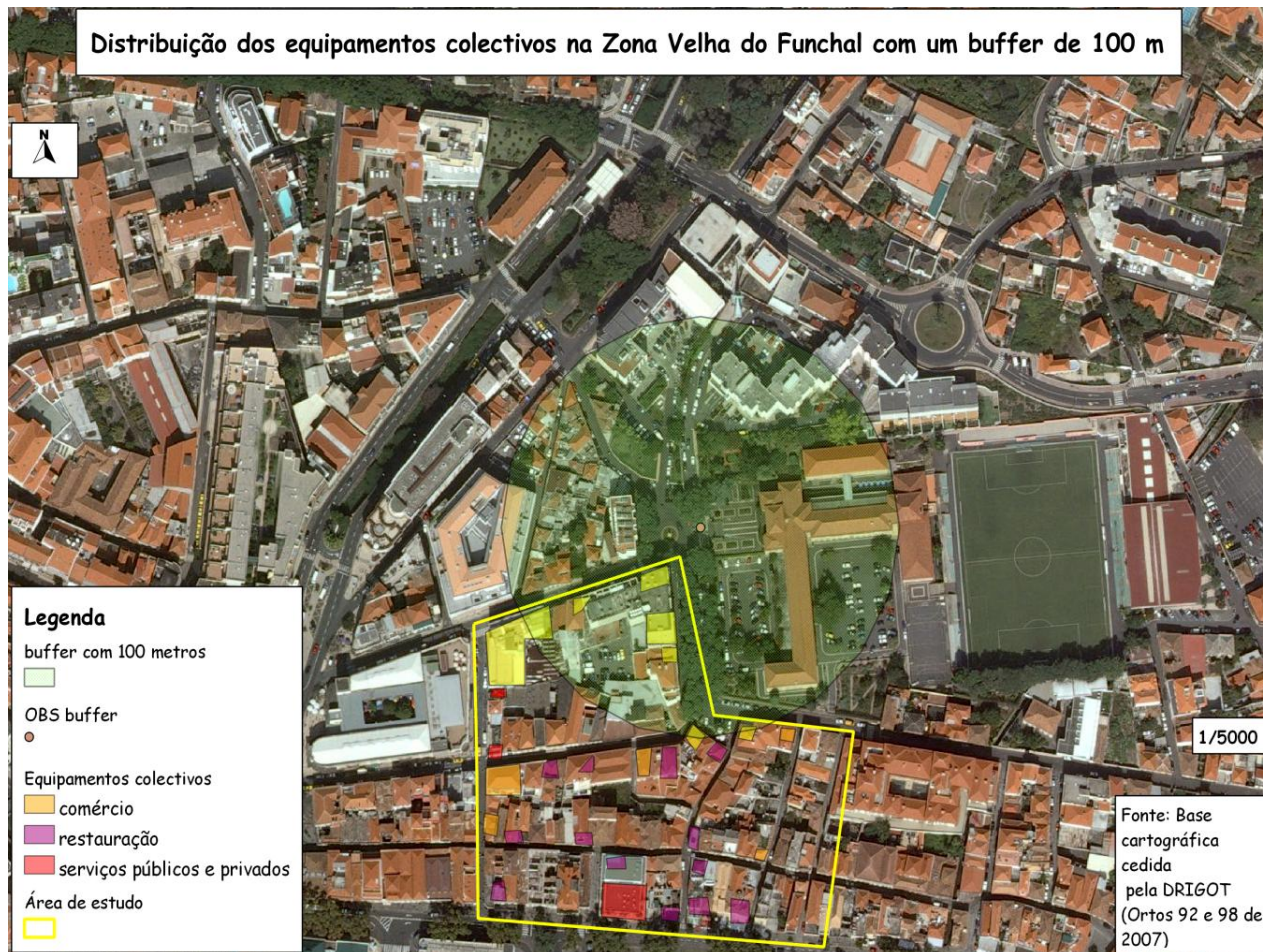 Distribuição dos equipamentos colectivos na Zona Velha do Funchal com um buffer de 100 m
N
Legenda
buffer com 100 metros
OBS buffer
Equipamentos colectivos
comércio
restauração
serviços públicos e privados
Área de estudo
1/5000
Fonte: Base
cartográfica
cedida
pela DRIGOT
(Ortos 92 e 98 de
2007)